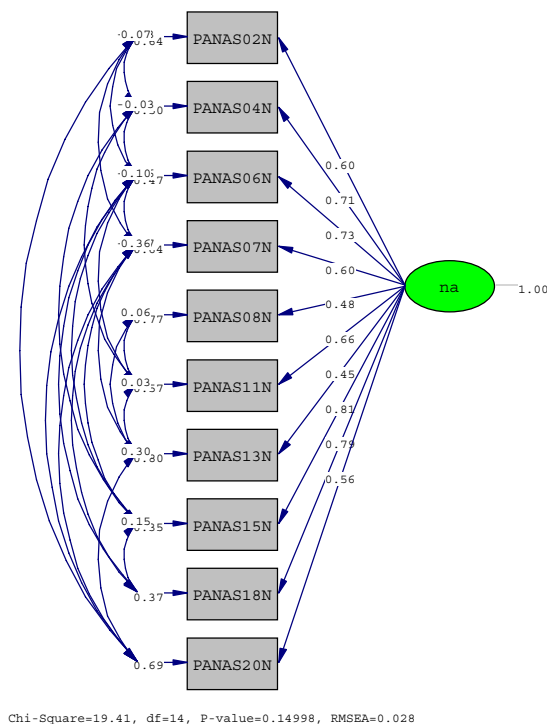 -0.07
PANAS02N
-0.03
PANAS04N
0.60
-0.10
PANAS06N
0.71
0.73
-0.36
PANAS07N
0.60
na
1.00
0.48
0.06
PANAS08N
0.66
0.03
PANAS11N
0.45
0.81
0.30
PANAS13N
0.79
0.56
0.15
PANAS15N
0.37
PANAS18N
0.69
PANAS20N
Chi-Square=19.41, df=14, P-value=0.14998, RMSEA=0.028